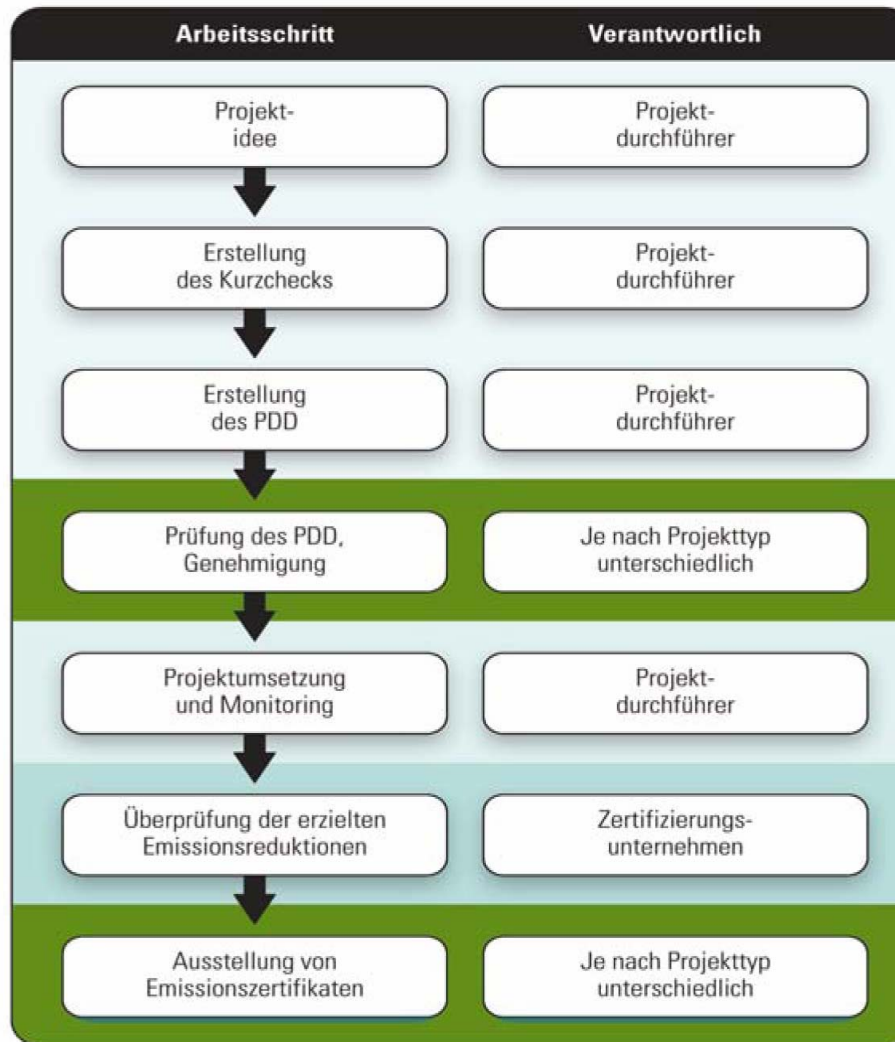 Arbeitsschritt
Verantwortlich
Projekt-
idee
Projekt-
durchführer
Erstellung
des Kurzchecks
Projekt-
durchführer
Erstellung
des PDD
Projekt-
durchführer
Prüfung des PDD,
Genehmigung
Je nach Projekttyp
unterschiedlich
Projektumsetzung
und Monitoring
Projekt-
durchführer
Überprüfung der erzielten
Emissionsreduktionen
Zertifizierungs-
unternehmen
Ausstellung von
Emissionszertifikaten
Je nach Projekttyp
unterschiedlich